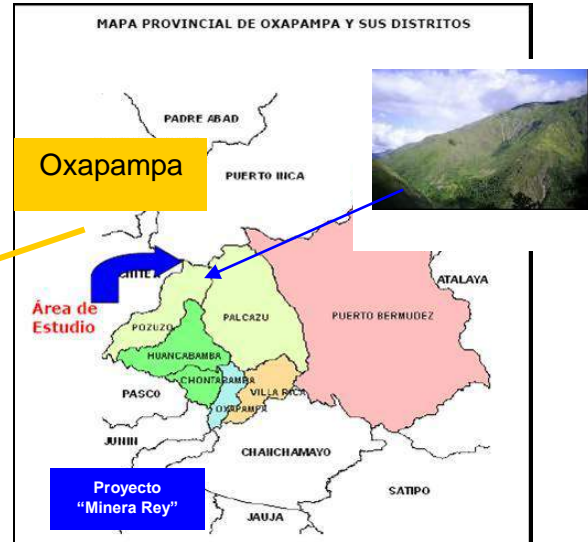 MAPA PROVINCIAL DE OXAPAMPA Y SUS DISTRITOS
PADRE ABAD
Oxapampa
PUERTO INCA
ATALAYA
Área de
Estudio
POZUZO
PALCAZU
PUERTO BERMUDEZ
HUANCABAMBA
CHONTABAMBA
VILLA RICA
OXAPAMPA
PASCO
JUNIN
CHANCHAMAYO
Proyecto
“Minera Rey”
SATIPO
JAUJA